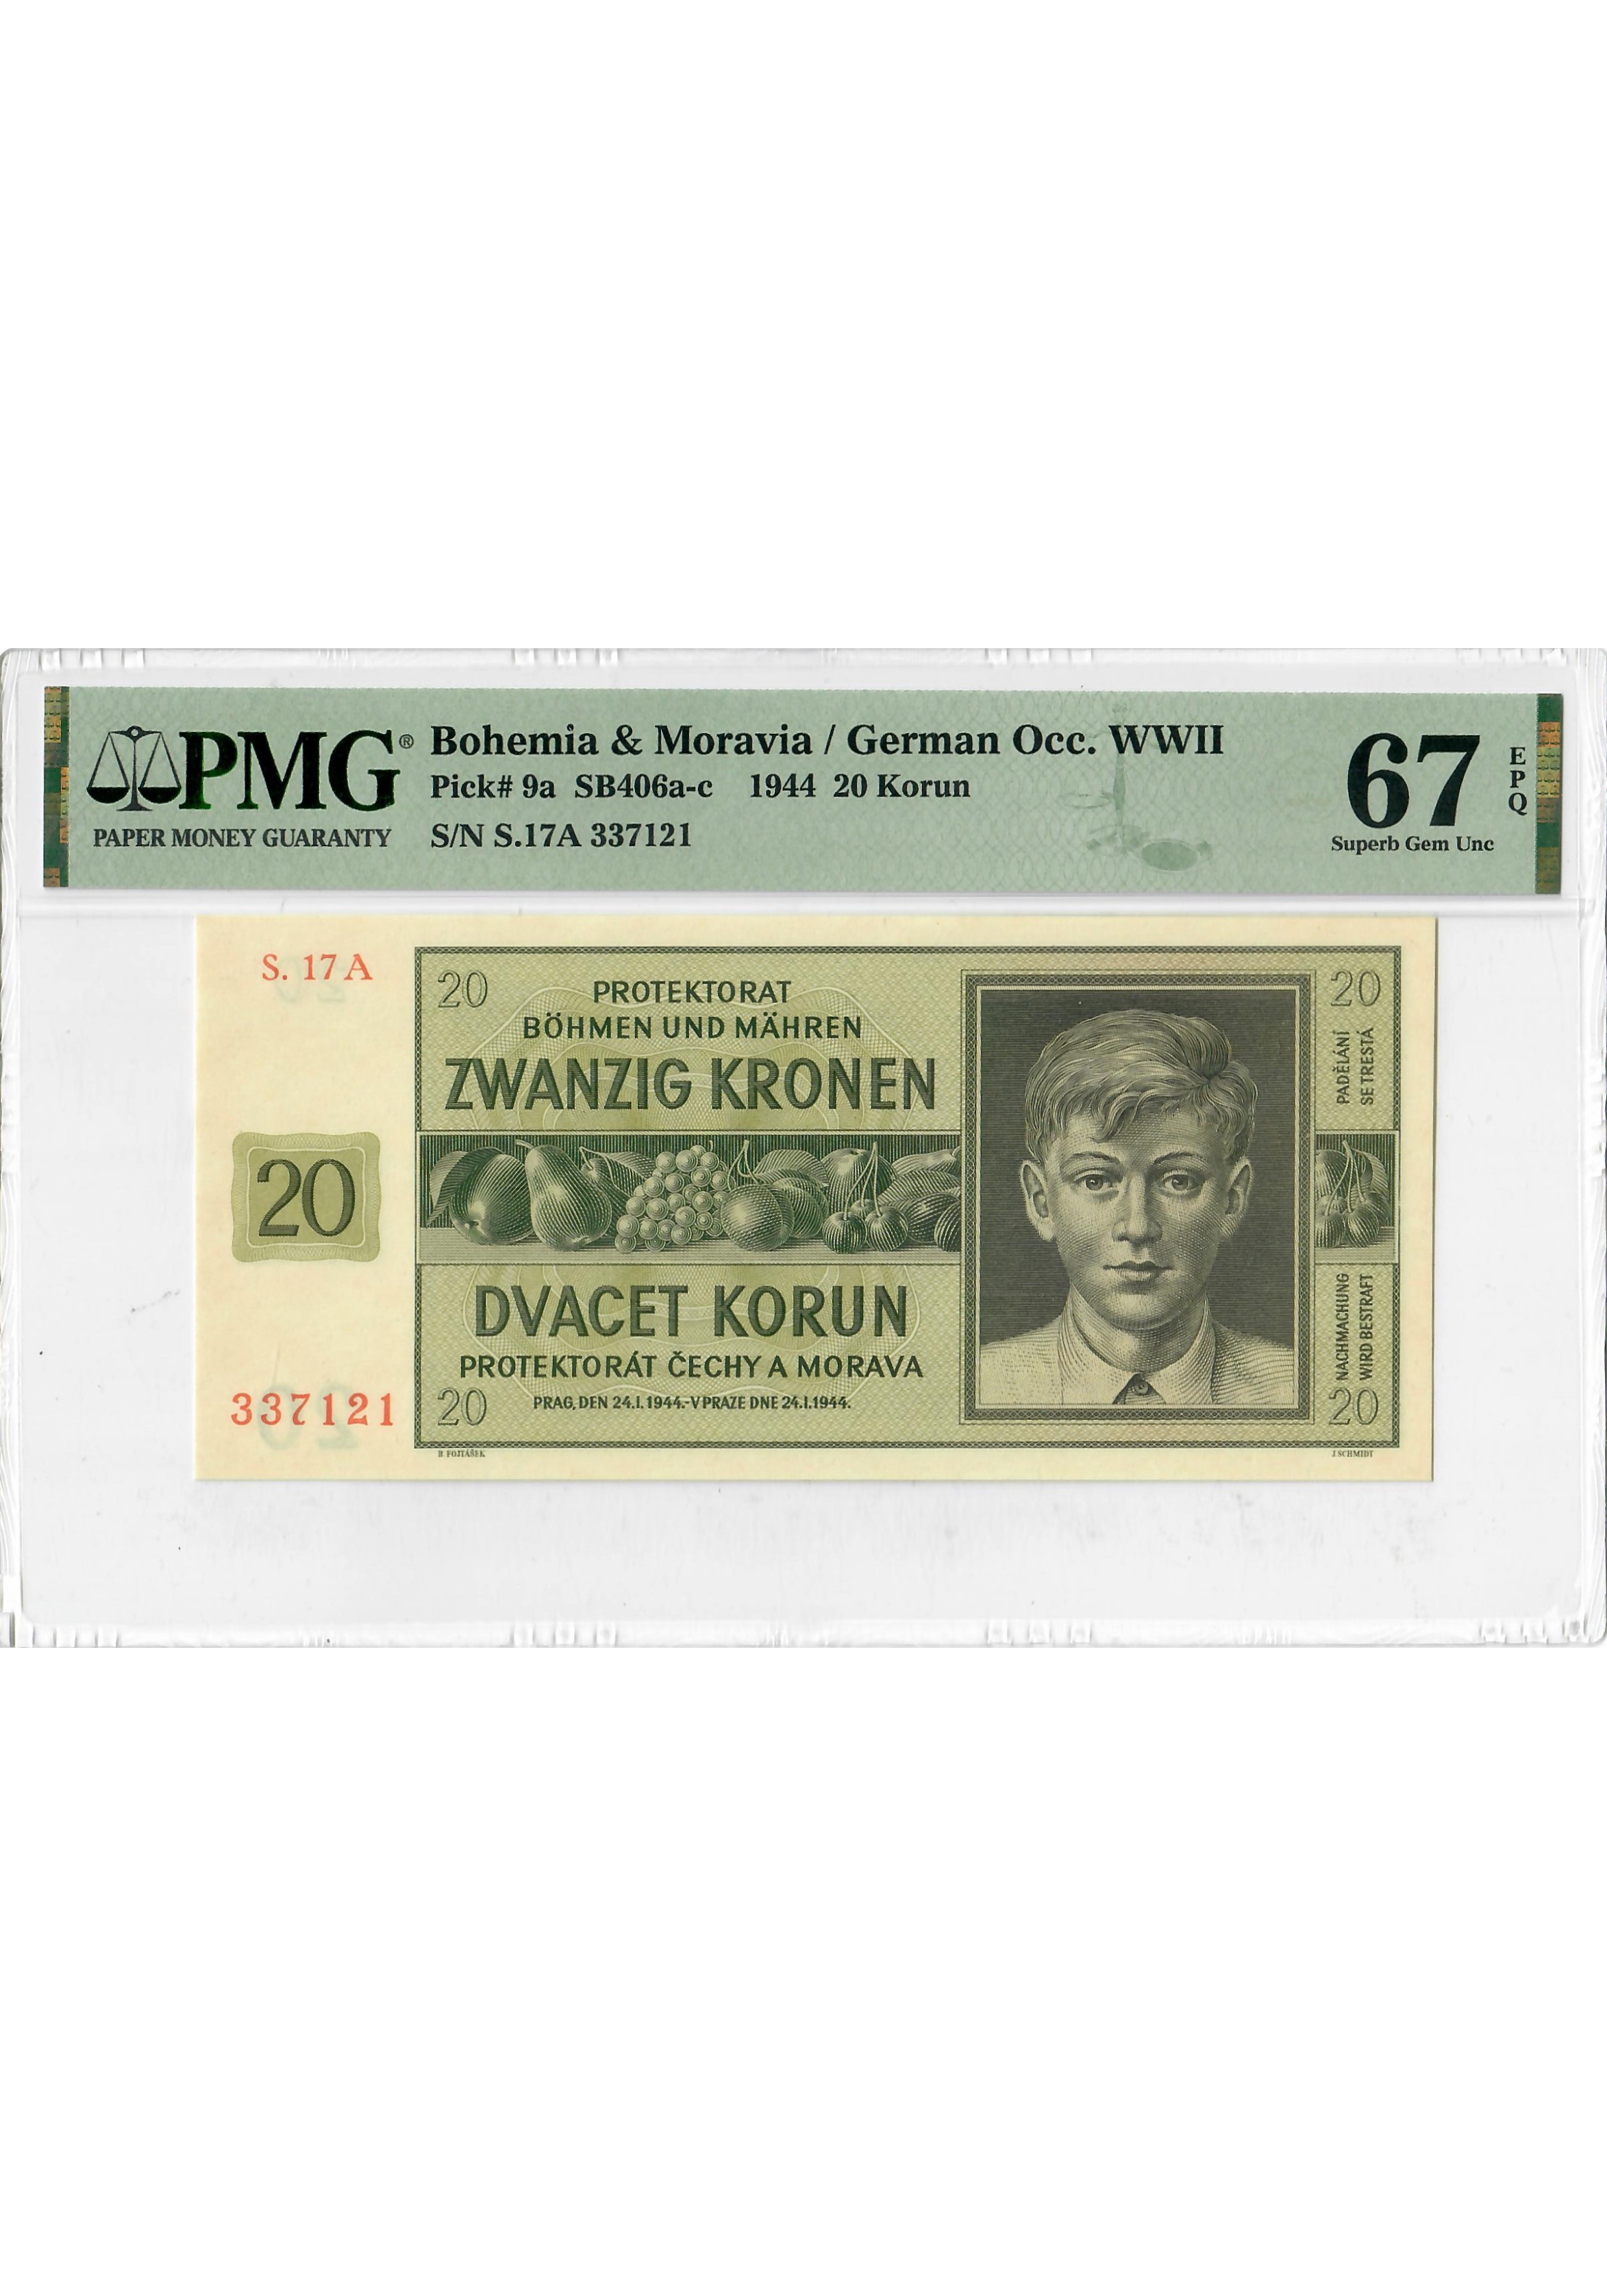 PMG®
PAPER MONEY GUARANTY
Bohemia & Moravia / German Occ. WWII
Pick# 9a SB406a-c 1944 20 Korun
S/N S.17A 337121
67
EPQ
Superb Gem Unc
S. 17 A
20
337121
20
PROTEKTORAT
BÖHMEN UND MÄHREN
ZWANZIG KRONEN
DVACET KORUN
PROTEKTORÁT ČECHY A MORAVA
20
PRAG, DEN 24.I.1944.-V PRAZE DNE 24.I.1944.
20
PADĚLÁNÍ
SE TRESTÁ
NACHMACHUNG
WIRD BESTRAFT
20
B. FOJTÁŠEK
J. SCHMIDT